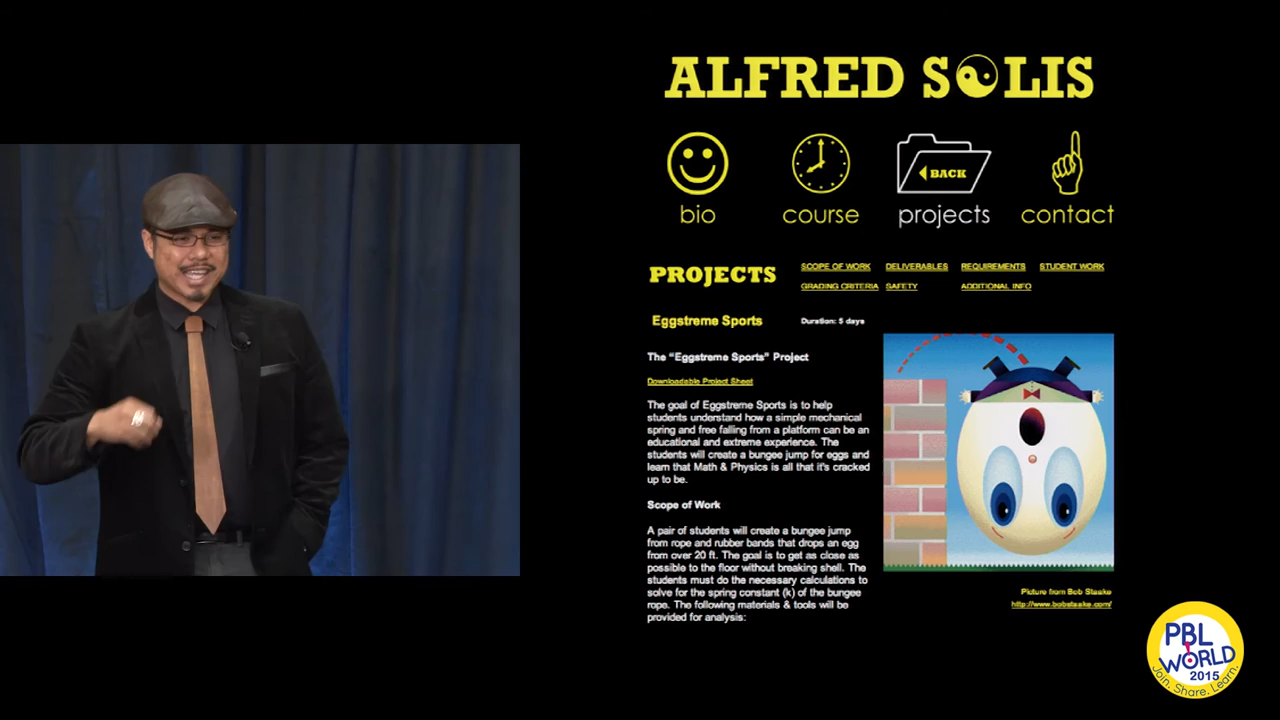 ALFRED SOLIS
bio course projects contact
BACK
PROJECTS
SCOPE OF WORK DELIVERABLES REQUIREMENTS STUDENT WORK
GRADING CRITERIA SAFETY ADDITIONAL INFO
Eggstreme Sports
Duration: 5 days
The “Eggstreme Sports” Project
Downloadable Project Sheet
The goal of Eggstreme Sports is to help
students understand how a simple mechanical
spring and free falling from a platform can be an
educational and extreme experience. The
students will create a bungee jump for eggs and
learn that Math & Physics is all that it's cracked
up to be.
Scope of Work
A pair of students will create a bungee jump
from rope and rubber bands that drops an egg
from over 20 ft. The goal is to get as close as
possible to the floor without breaking shell. The
students must do the necessary calculations to
solve for the spring constant (k) of the bungee
rope. The following materials & tools will be
provided for analysis:
Picture from Bob Staake
http://www.bobstaake.com/
PBL
WORLD
2015
Join. Share. Learn.